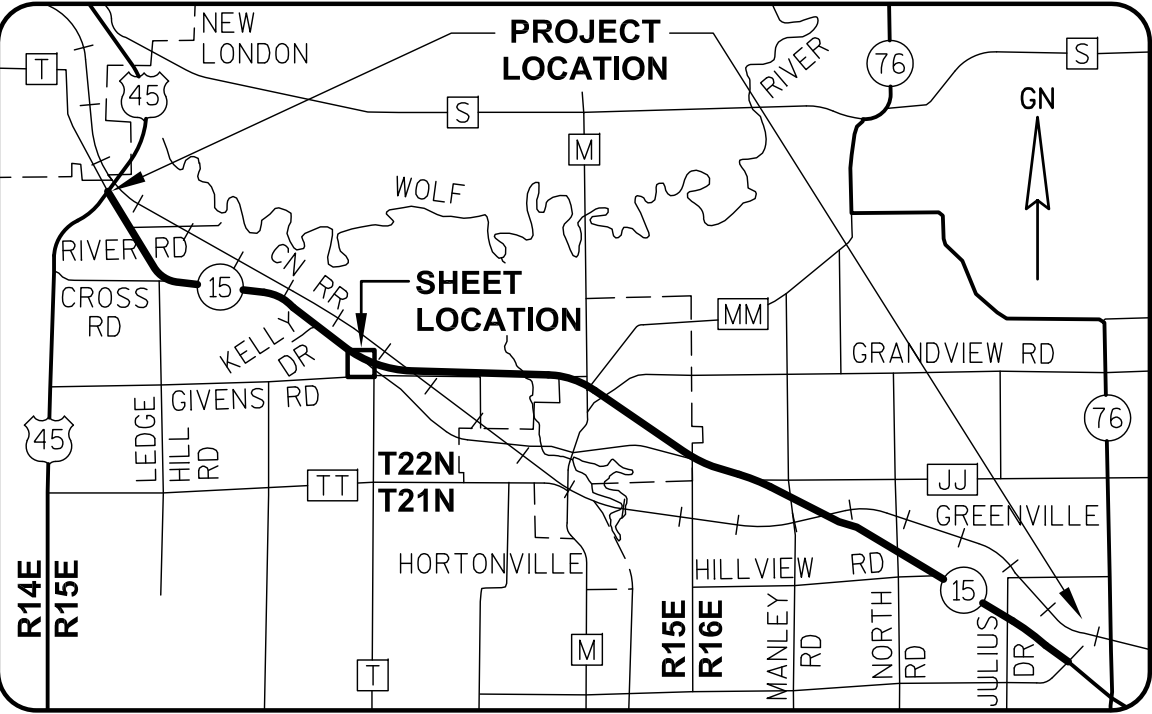 NEW
LONDON
PROJECT
LOCATION
RIVER
76
S
T
45
S
GN
M
WOLF
RIVER RD
CN RR
SHEET
LOCATION
15
CROSS
RD
MM
KELLY
DR
GRANDVIEW RD
GIVENS RD
LEDGE
HILL
RD
45
76
T22N
T21N
TT
JJ
GREENVILLE
HORTONVILLE
HILLVIEW RD
R14E
R15E
15
R15E
R16E
MANLEY
RD
NORTH
RD
JULIUS
DR
M
T